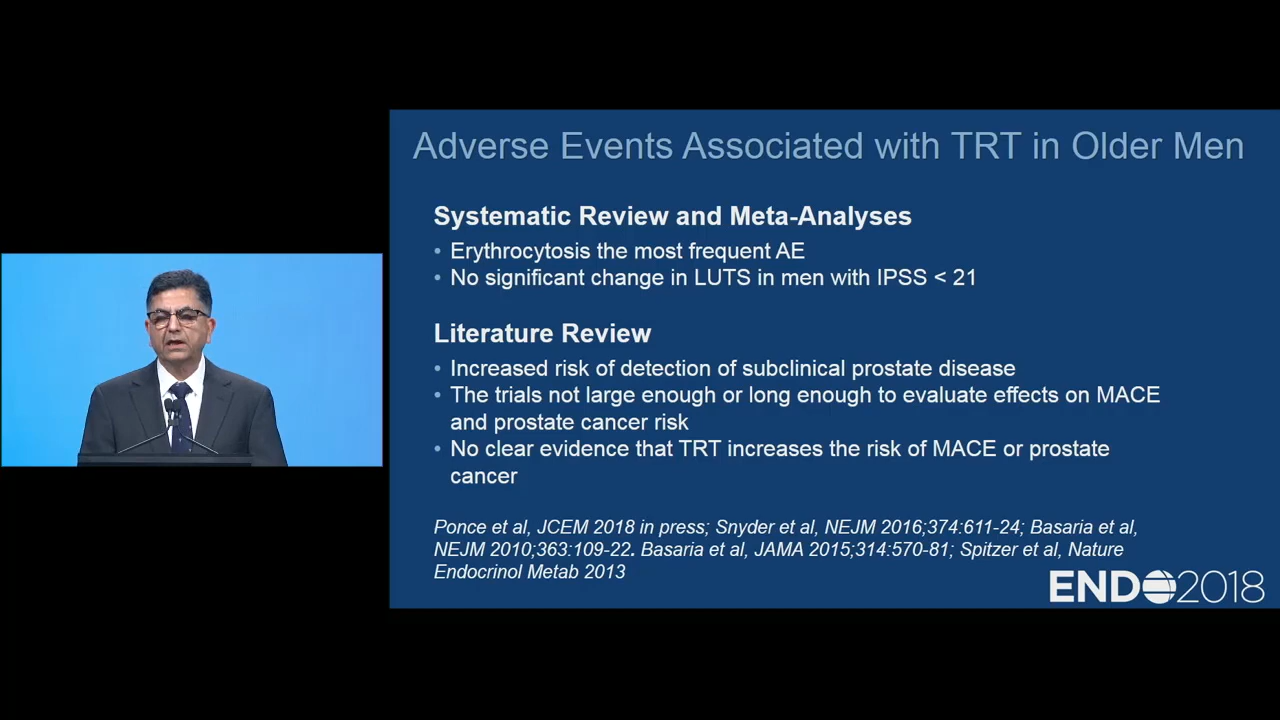 Adverse Events Associated with TRT in Older Men
Systematic Review and Meta-Analyses
• Erythrocytosis the most frequent AE
• No significant change in LUTS in men with IPSS < 21
Literature Review
• Increased risk of detection of subclinical prostate disease
• The trials not large enough or long enough to evaluate effects on MACE
and prostate cancer risk
• No clear evidence that TRT increases the risk of MACE or prostate
cancer
Ponce et al, JCEM 2018 in press; Snyder et al, NEJM 2016;374:611-24; Basaria et al,
NEJM 2010;363:109-22. Basaria et al, JAMA 2015;314:570-81; Spitzer et al, Nature
Endocrinol Metab 2013
ENDO2018